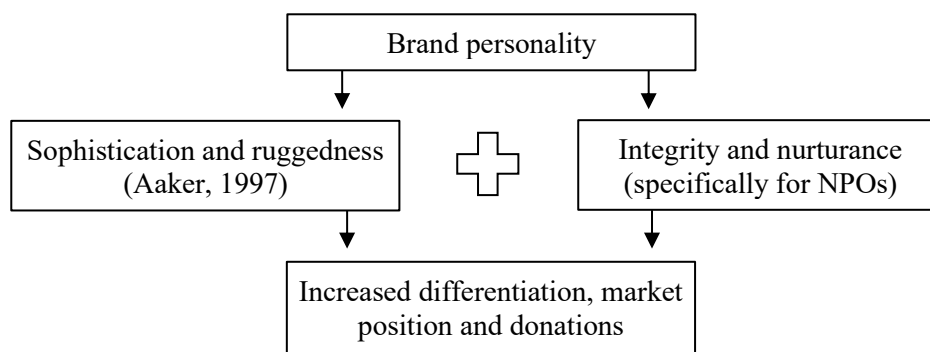 Brand personality
Sophistication and ruggedness
(Aaker, 1997)
Integrity and nurturance
(specifically for NPOs)
Increased differentiation, market
position and donations